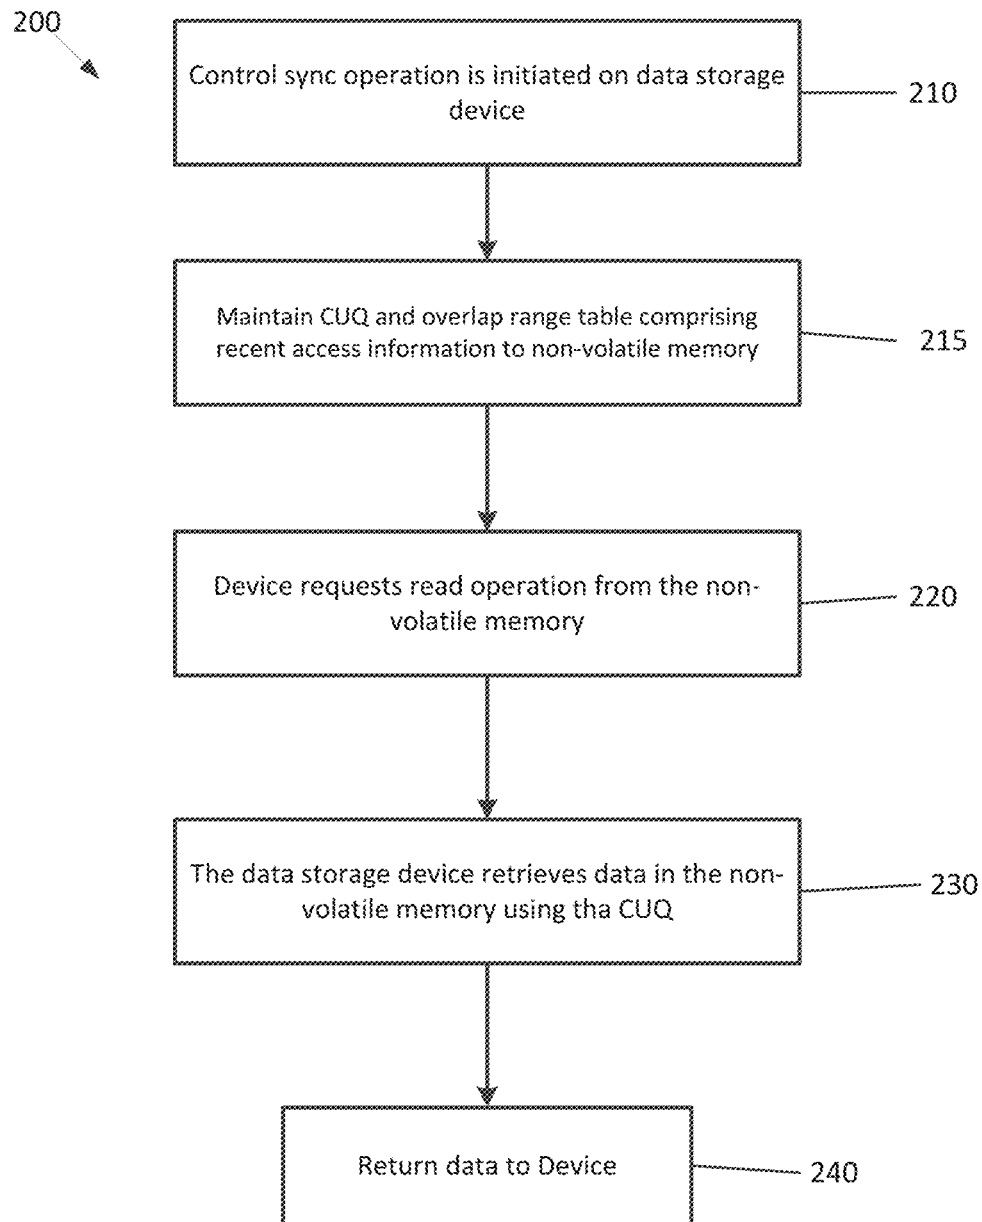 200
Control sync operation is initiated on data storage
device
210
Maintain CUQ and overlap range table comprising
recent access information to non-volatile memory
215
Device requests read operation from the non-
volatile memory
220
The data storage device retrieves data in the non-
volatile memory using tha CUQ
230
Return data to Device
240